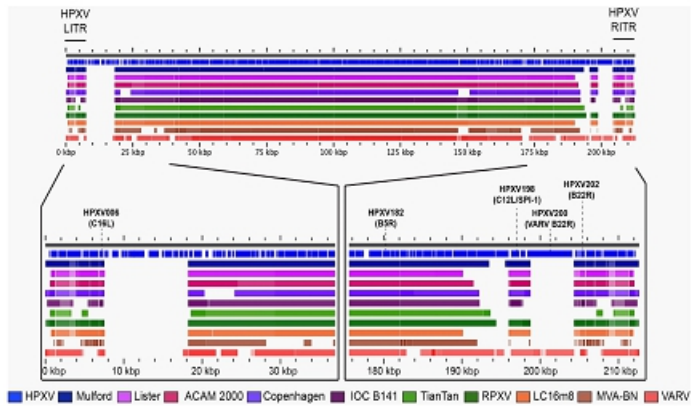 HPXV LITR
HPXV RITR
0 kbp 25 kbp 50 kbp 75 kbp 100 kbp 125 kbp 150 kbp 175 kbp 200 kbp
HPXV006 (C16L)
HPXV182 (B5R)
HPXV198 (C12L/SPI-1)
HPXV200 (VARV B22R)
HPXV202 (B22R)
0 kbp 10 kbp 20 kbp 30 kbp
180 kbp 190 kbp 200 kbp 210 kbp
HPXV Mulford Lister ACAM 2000 Copenhagen IOC B141 TianTan RPXV LC16m8 MVA-BN VARV